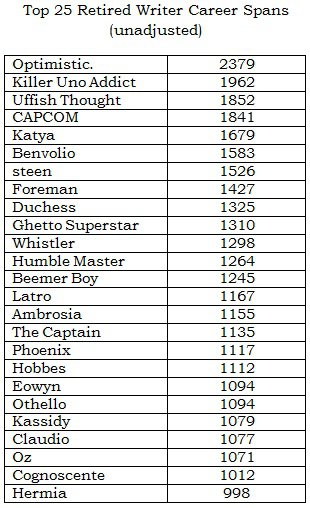 Top 25 Retired Writer Career Spans
(unadjusted)
Optimistic. 2379
Killer Uno Addict 1962
Uffish Thought 1852
CAPCOM 1841
Katya 1679
Benvolio 1583
steen 1526
Foreman 1427
Duchess 1325
Ghetto Superstar 1310
Whistler 1298
Humble Master 1264
Beemer Boy 1245
Latro 1167
Ambrosia 1155
The Captain 1135
Phoenix 1117
Hobbes 1112
Eowyn 1094
Othello 1094
Kassidy 1079
Claudio 1077
Oz 1071
Cognoscente 1012
Hermia 998